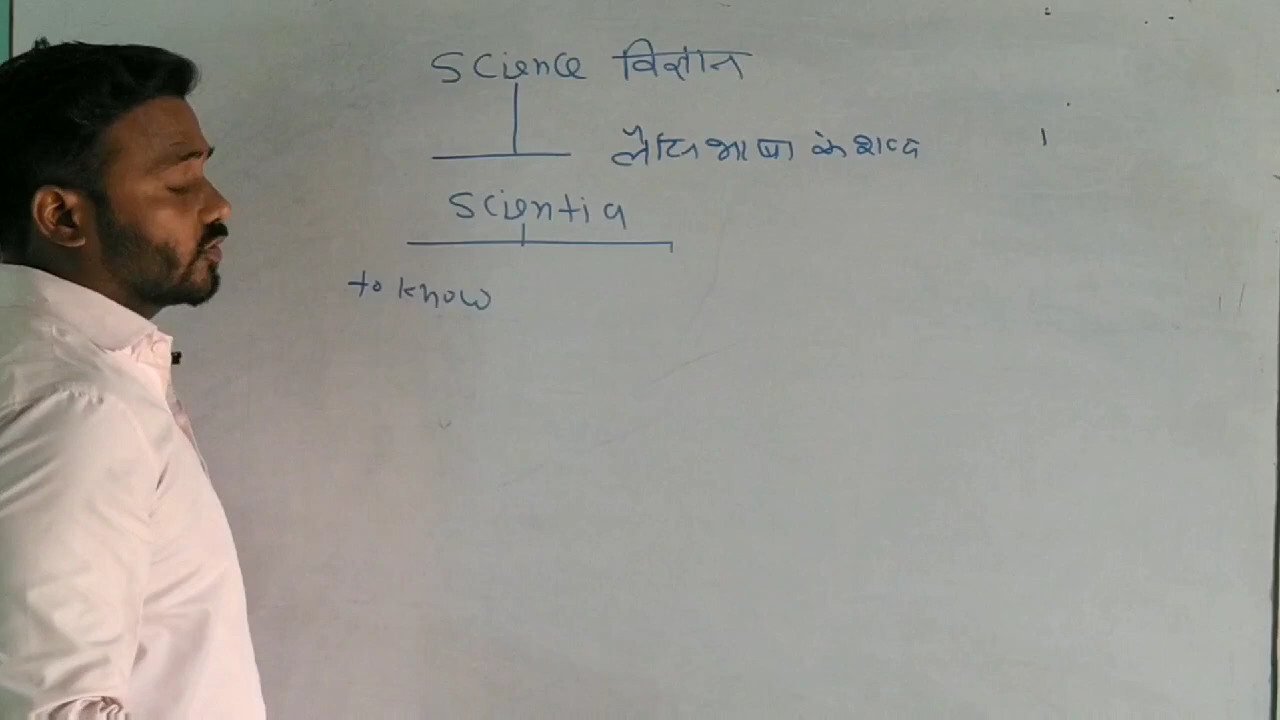 Science विज्ञान
लैटिन भाषा के शब्द
Scientia
to know